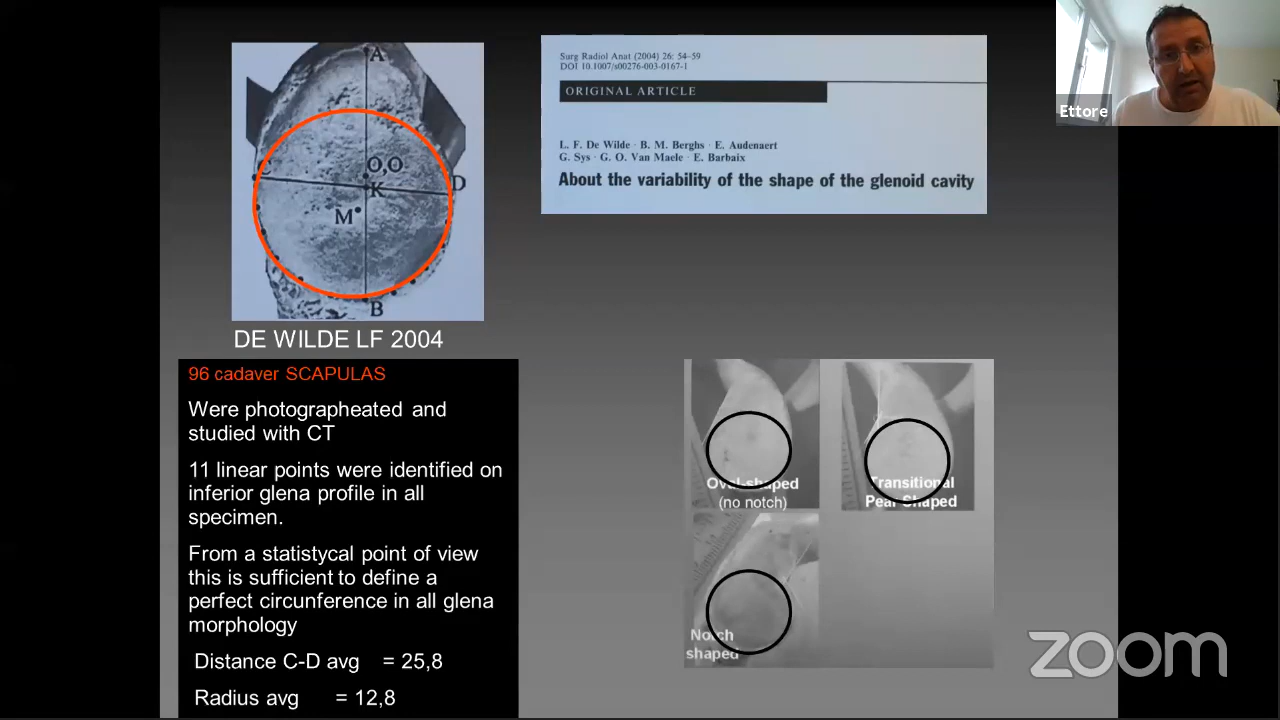 A
C
O,O
K
D
M
B
DE WILDE LF 2004
96 cadaver SCAPULAS
Were photographeated and
studied with CT
11 linear points were identified on
inferior glena profile in all
specimen.
From a statistycal point of view
this is sufficient to define a
perfect circunference in all glena
morphology
Distance C-D avg = 25,8
Radius avg = 12,8
Surg Radiol Anat (2004) 26: 54–59
DOI 10.1007/s00276-003-0167-1
ORIGINAL ARTICLE
L. F. De Wilde · B. M. Berghs · E. Audenaert
G. Sys · G. O. Van Maele · E. Barbaix
About the variability of the shape of the glenoid cavity
Oval-shaped
(no notch)
Transitional
Pear Shaped
Notch
shaped
Ettore
zoom